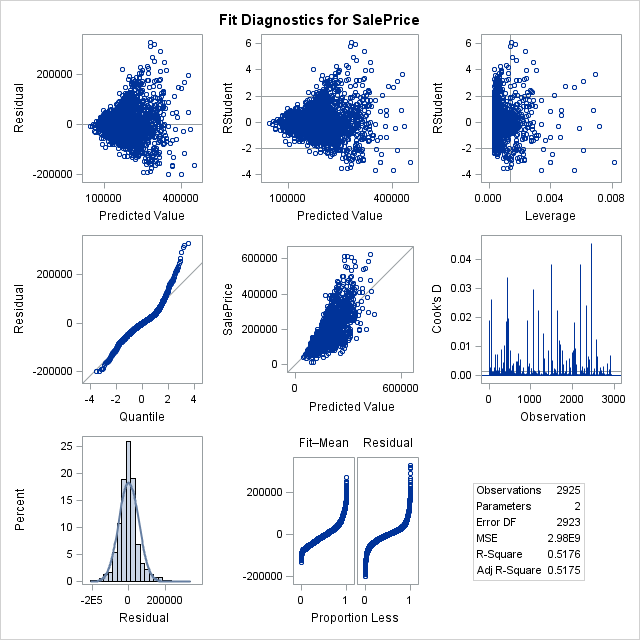 Fit Diagnostics for SalePrice
Residual
200000
0
-200000
100000 400000
Predicted Value
RStudent
6
4
2
0
-2
-4
100000 400000
Predicted Value
RStudent
6
4
2
0
-2
-4
0.000 0.004 0.008
Leverage
Residual
200000
0
-200000
-4 -2 0 2 4
Quantile
SalePrice
600000
400000
200000
0
0 600000
Predicted Value
Cook's D
0.04
0.03
0.02
0.01
0.00
0 1000 2000 3000
Observation
Percent
25
20
15
10
5
0
-2E5 0 200000
Residual
Fit–Mean Residual
200000
0
-200000
0 1 0 1
Proportion Less
Observations 2925
Parameters 2
Error DF 2923
MSE 2.98E9
R-Square 0.5176
Adj R-Square 0.5175